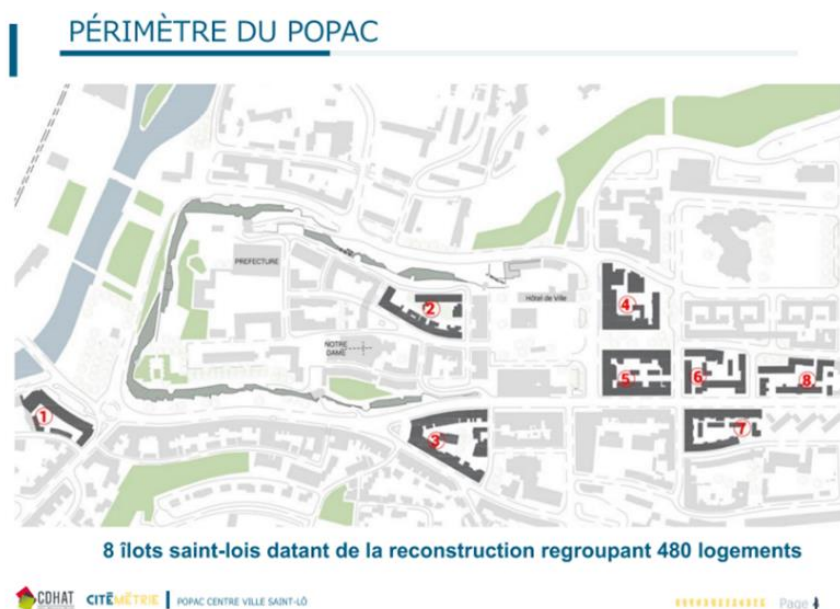 PÉRIMÈTRE DU POPAC
PREFECTURE
2
Hôtel de Ville
4
NOTRE
DAME
5
6
8
1
3
7
8 îlots saint-lois datant de la reconstruction regroupant 480 logements
CDHAT
CITÉMÉTRIE
POPAC CENTRE VILLE SAINT-LÔ
Page